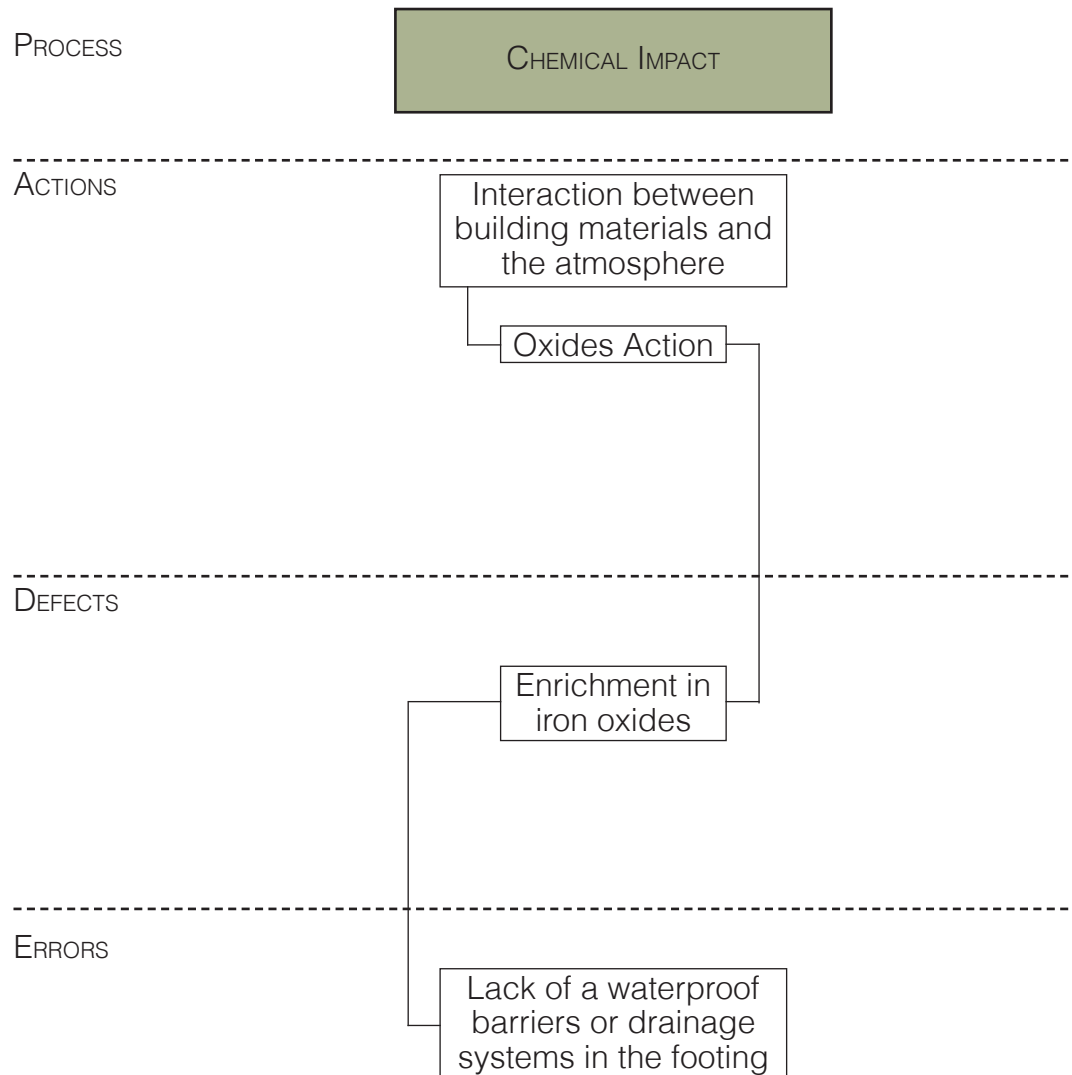 PROCESS
CHEMICAL IMPACT
ACTIONS
Interaction between
building materials and
the atmosphere
Oxides Action
DEFECTS
Enrichment in
iron oxides
ERRORS
Lack of a waterproof
barriers or drainage
systems in the footing